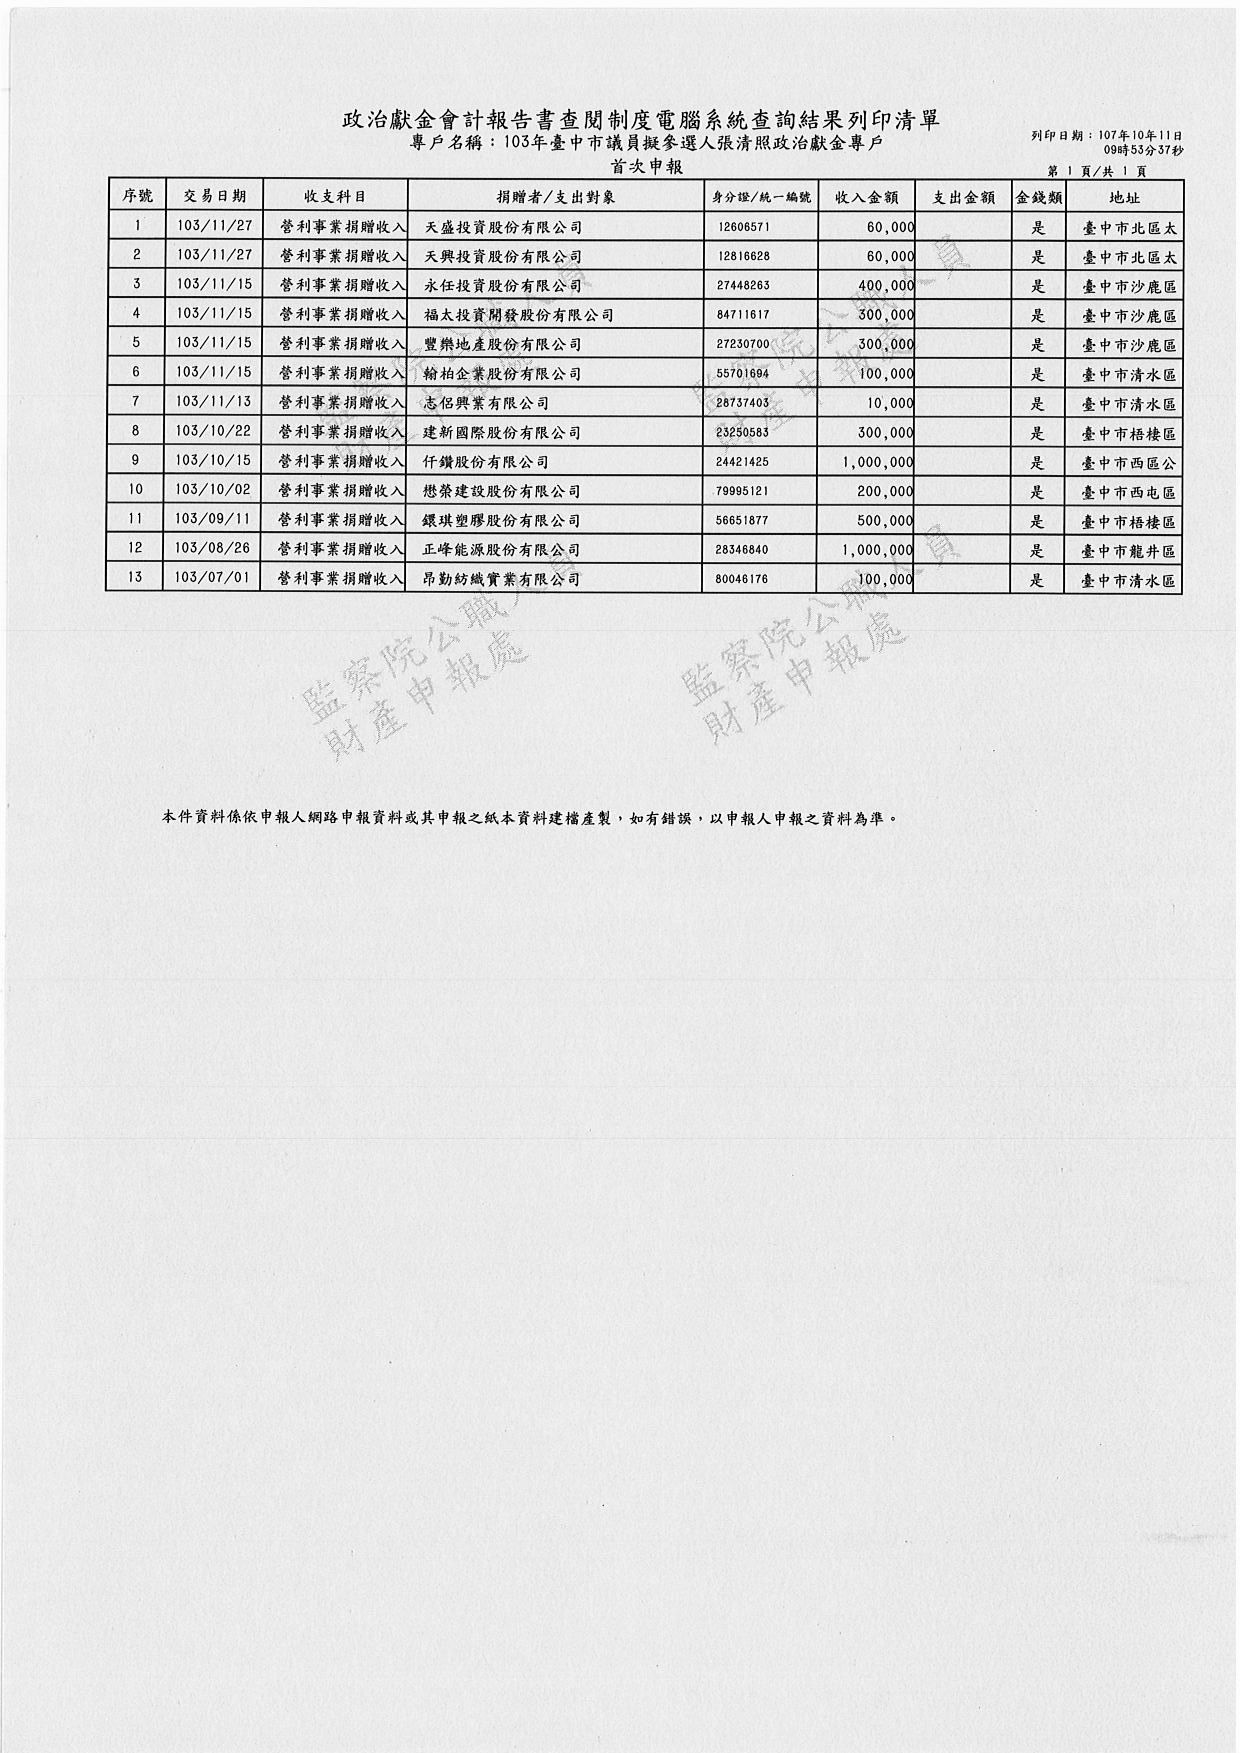 政治獻金會計報告書查閱制度電腦系統查詢結果列印清單
專戶名稱：103年臺中市議員擬參選人張清照政治獻金專戶
列印日期：107年10月11日
09時53分37秒
首次申報
第 1 頁/共 1 頁
序號 交易日期 收支科目 捐贈者/支出對象 身分證/統一編號 收入金額 支出金額 金錢類 地址
1 103/11/27 營利事業捐贈收入 天盛投資股份有限公司 12606571 60,000 是 臺中市北區太
2 103/11/27 營利事業捐贈收入 天興投資股份有限公司 12816628 60,000 是 臺中市北區太
3 103/11/15 營利事業捐贈收入 永任投資股份有限公司 27448263 400,000 是 臺中市沙鹿區
4 103/11/15 營利事業捐贈收入 福太投資開發股份有限公司 84711617 300,000 是 臺中市沙鹿區
5 103/11/15 營利事業捐贈收入 豐樂地產股份有限公司 27230700 300,000 是 臺中市沙鹿區
6 103/11/15 營利事業捐贈收入 翰柏企業股份有限公司 55701694 100,000 是 臺中市清水區
7 103/11/13 營利事業捐贈收入 志侶興業有限公司 28737403 10,000 是 臺中市清水區
8 103/10/22 營利事業捐贈收入 建新國際股份有限公司 23250583 300,000 是 臺中市梧棲區
9 103/10/15 營利事業捐贈收入 仟鑽股份有限公司 24421425 1,000,000 是 臺中市西區公
10 103/10/02 營利事業捐贈收入 懋榮建設股份有限公司 79995121 200,000 是 臺中市西屯區
11 103/09/11 營利事業捐贈收入 鐶琪塑膠股份有限公司 56651877 500,000 是 臺中市梧棲區
12 103/08/26 營利事業捐贈收入 正峰能源股份有限公司 28346840 1,000,000 是 臺中市龍井區
13 103/07/01 營利事業捐贈收入 昂勤紡織實業有限公司 80046176 100,000 是 臺中市清水區
監察院公職人員
財產申報處
監察院公職人員
財產申報處
監察院公職人員
財產申報處
監察院公職人員
財產申報處
本件資料係依申報人網路申報資料或其申報之紙本資料建檔產製，如有錯誤，以申報人申報之資料為準。